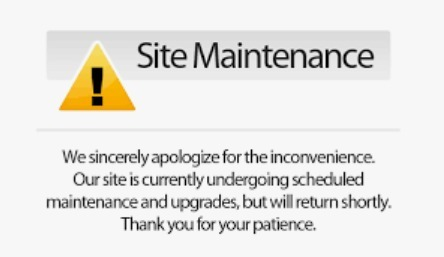 Site Maintenance
We sincerely apologize for the inconvenience.
Our site is currently undergoing scheduled
maintenance and upgrades, but will return shortly.
Thank you for your patience.